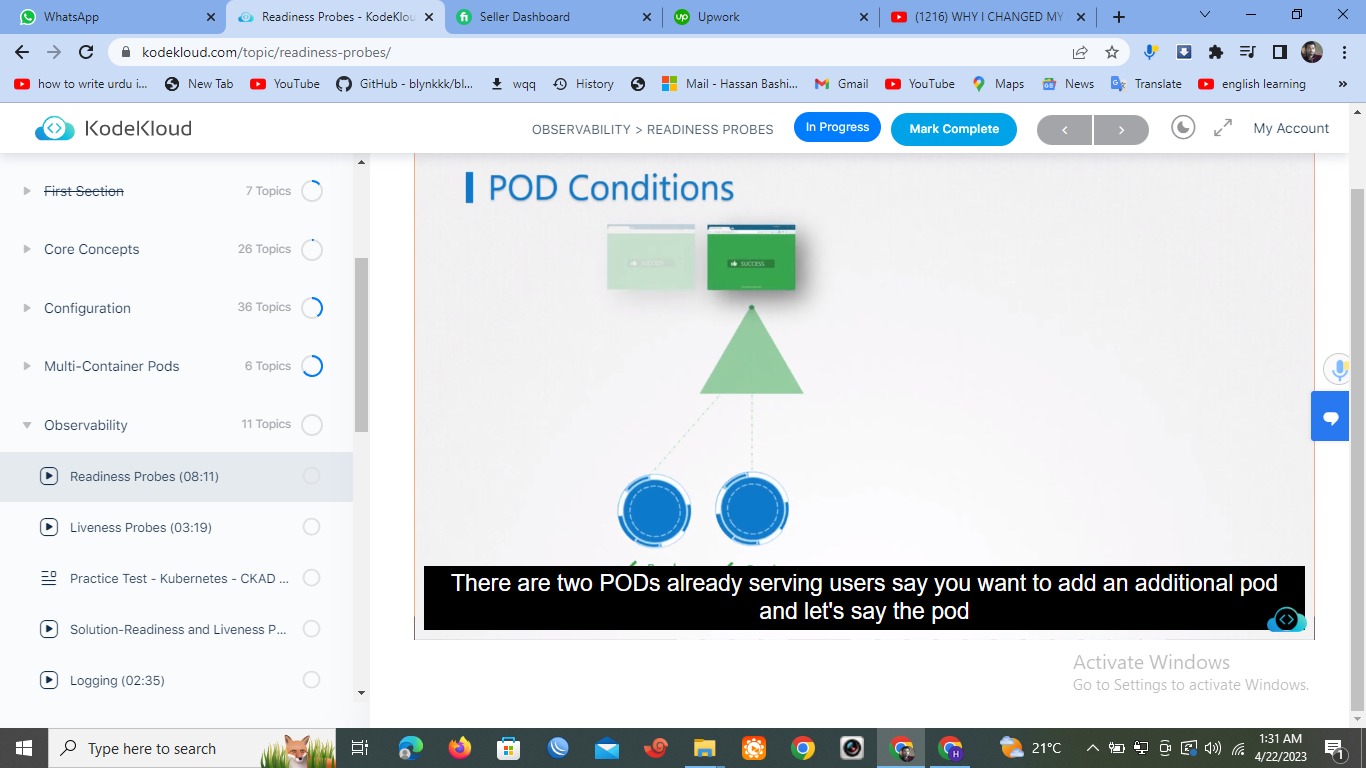 WhatsApp
Readiness Probes - KodeKlou
Seller Dashboard
Upwork
(1216) WHY I CHANGED MY
kodekloud.com/topic/readiness-probes/
how to write urdu i...
New Tab
YouTube
GitHub - blynkkk/bl...
wqq
History
Mail - Hassan Bashi...
Gmail
YouTube
Maps
News
Translate
english learning
»
KodeKloud
OBSERVABILITY > READINESS PROBES
In Progress
Mark Complete
My Account
First Section
7 Topics
Core Concepts
26 Topics
Configuration
36 Topics
Multi-Container Pods
6 Topics
Observability
11 Topics
Readiness Probes (08:11)
Liveness Probes (03:19)
Practice Test - Kubernetes - CKAD ...
Solution-Readiness and Liveness P...
Logging (02:35)
POD Conditions
SUCCESS
There are two PODs already serving users say you want to add an additional pod
and let's say the pod
Activate Windows
Go to Settings to activate Windows.
Type here to search
21°C
1:31 AM
4/22/2023
1